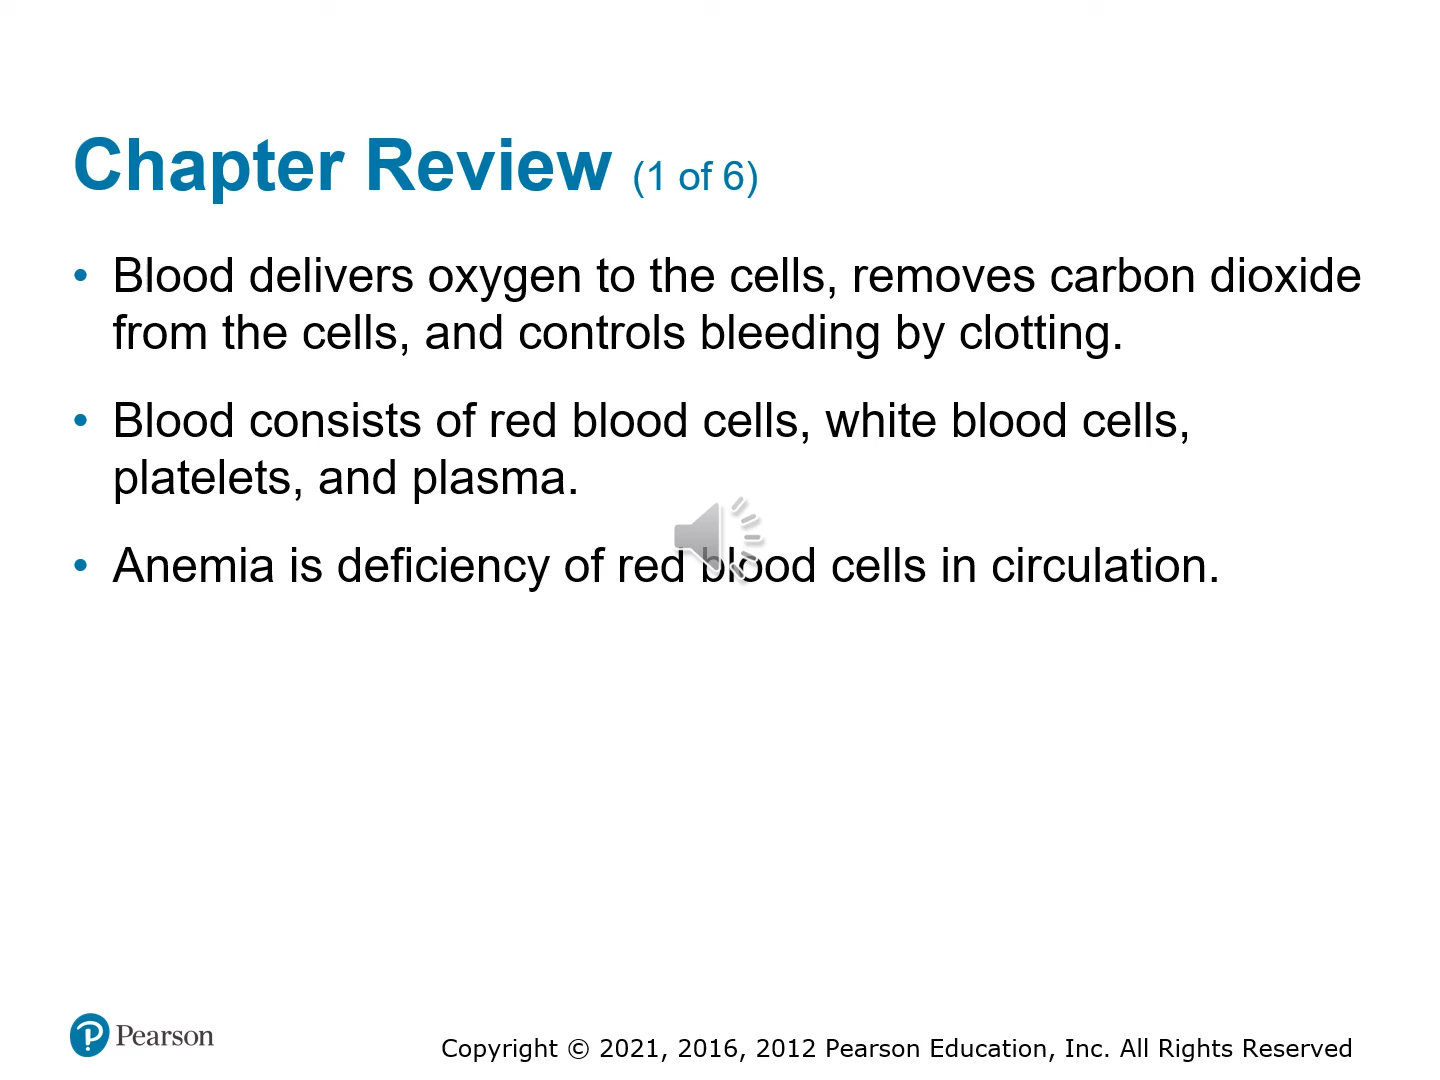 Chapter Review (1 of 6)
• Blood delivers oxygen to the cells, removes carbon dioxide
from the cells, and controls bleeding by clotting.
• Blood consists of red blood cells, white blood cells,
platelets, and plasma.
• Anemia is deficiency of red blood cells in circulation.
Pearson
Copyright © 2021, 2016, 2012 Pearson Education, Inc. All Rights Reserved